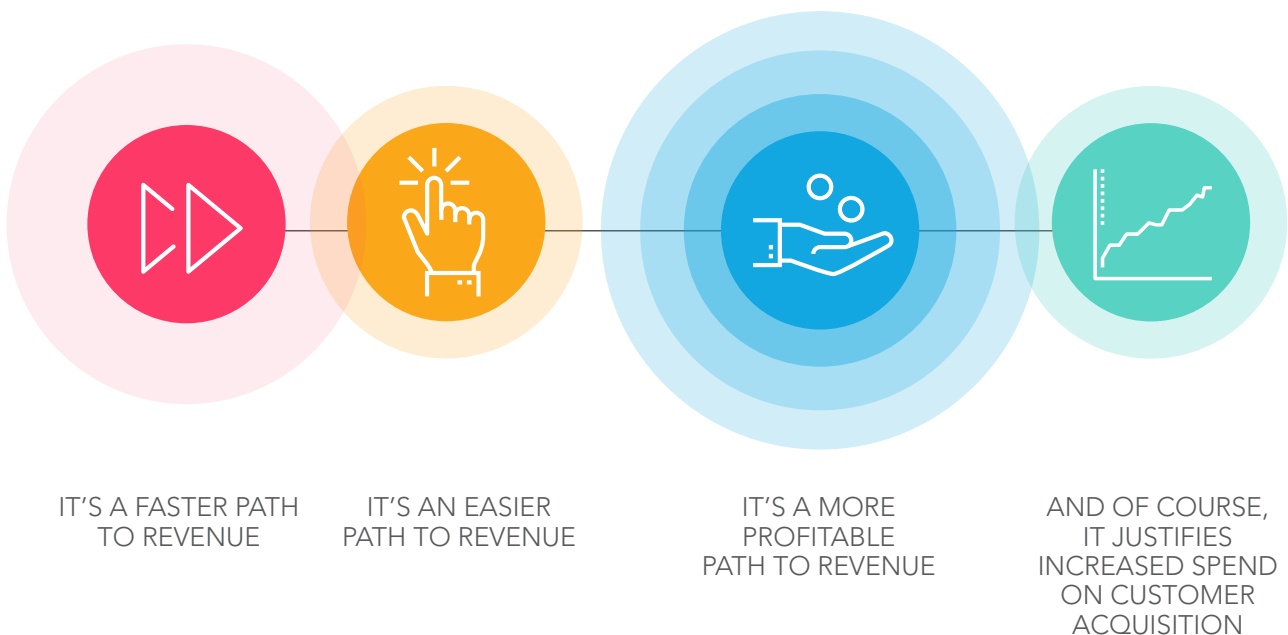 IT’S A FASTER PATH
TO REVENUE
IT’S AN EASIER
PATH TO REVENUE
IT’S A MORE
PROFITABLE
PATH TO REVENUE
AND OF COURSE,
IT JUSTIFIES
INCREASED SPEND
ON CUSTOMER
ACQUISITION